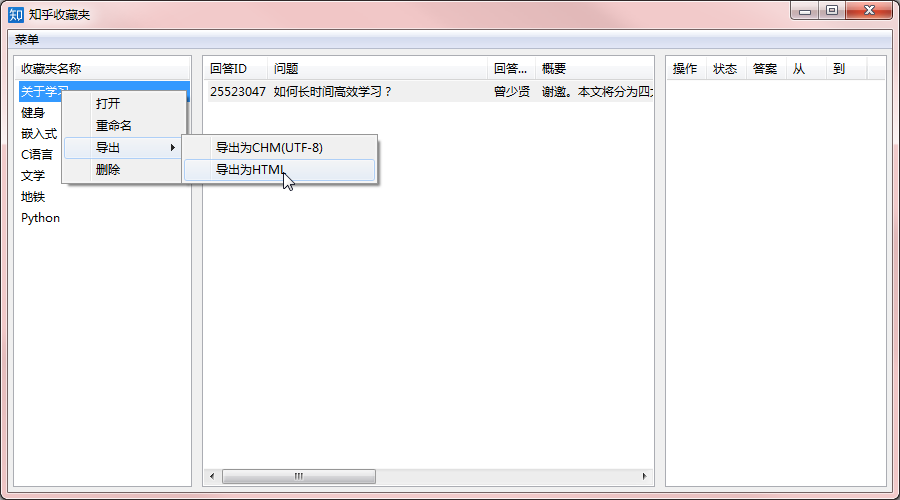 知 知乎收藏夹
菜单
收藏夹名称
关于学习
健身
嵌入式
C语言
文学
地铁
Python
打开
重命名
导出
删除
导出为CHM(UTF-8)
导出为HTML
回答ID 问题 回答... 概要
25523047 如何长时间高效学习？ 曾少贤 谢邀。本文将分为四
操作 状态 答案 从 到